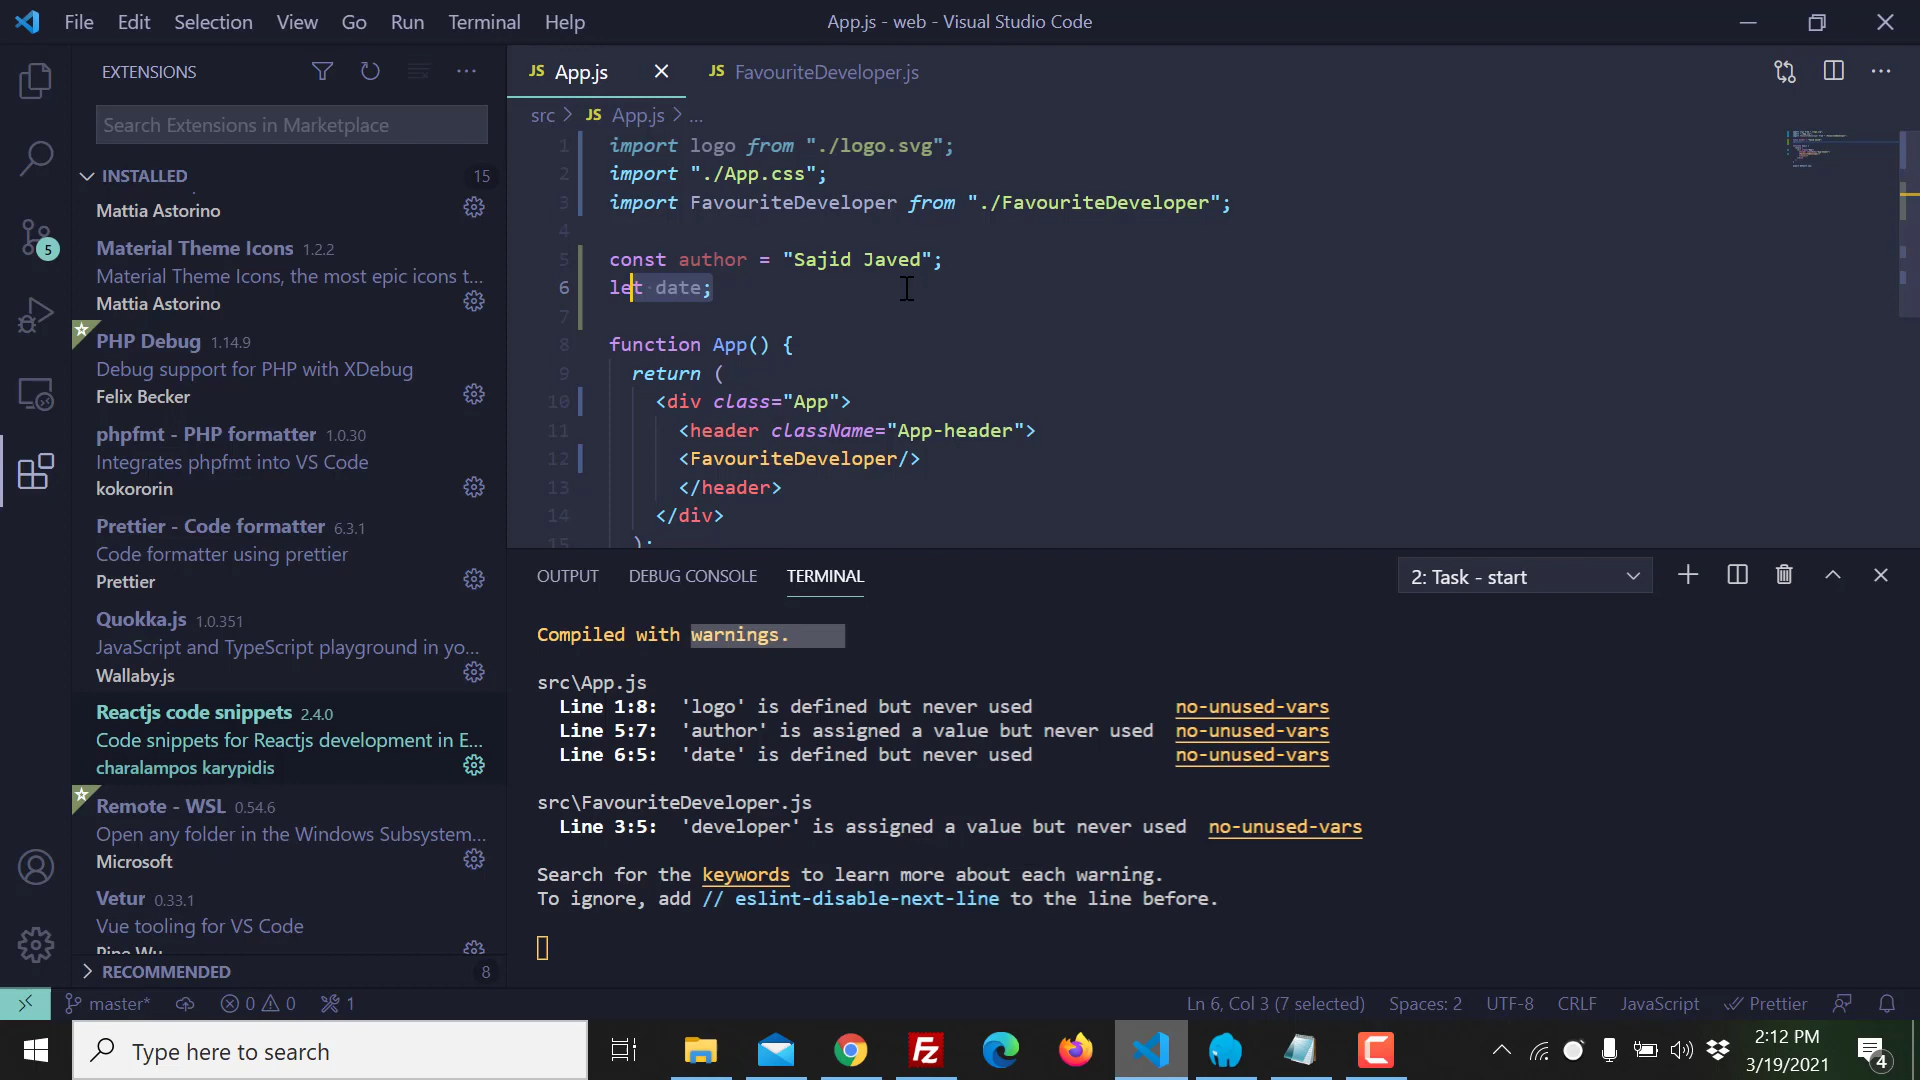 File Edit Selection View Go Run Terminal Help
App.js - web - Visual Studio Code
EXTENSIONS
Search Extensions in Marketplace
INSTALLED 15
Mattia Astorino
Material Theme Icons 1.2.2
Material Theme Icons, the most epic icons t...
Mattia Astorino
PHP Debug 1.14.9
Debug support for PHP with XDebug
Felix Becker
phpfmt - PHP formatter 1.0.30
Integrates phpfmt into VS Code
kokororin
Prettier - Code formatter 6.3.1
Code formatter using prettier
Prettier
Quokka.js 1.0.351
JavaScript and TypeScript playground in yo...
Wallaby.js
Reactjs code snippets 2.4.0
Code snippets for Reactjs development in E...
charalampos karypidis
Remote - WSL 0.54.6
Open any folder in the Windows Subsystem...
Microsoft
Vetur 0.33.1
Vue tooling for VS Code
Pine Wu
RECOMMENDED 8
5
JS App.js
JS FavouriteDeveloper.js
src > JS App.js > ...
1 import logo from "./logo.svg";
2 import "./App.css";
3 import FavouriteDeveloper from "./FavouriteDeveloper";
4
5 const author = "Sajid Javed";
6 let date;
7
8 function App() {
9 return (
10 <div class="App">
11 <header className="App-header">
12 <FavouriteDeveloper/>
13 </header>
14 </div>
15 );
OUTPUT DEBUG CONSOLE TERMINAL
2: Task - start
Compiled with warnings.
src\App.js
Line 1:8: 'logo' is defined but never used no-unused-vars
Line 5:7: 'author' is assigned a value but never used no-unused-vars
Line 6:5: 'date' is defined but never used no-unused-vars
src\FavouriteDeveloper.js
Line 3:5: 'developer' is assigned a value but never used no-unused-vars
Search for the keywords to learn more about each warning.
To ignore, add // eslint-disable-next-line to the line before.
master* 0 0 1
Ln 6, Col 3 (7 selected) Spaces: 2 UTF-8 CRLF JavaScript Prettier
Type here to search
Fz
C
2:12 PM
3/19/2021
4